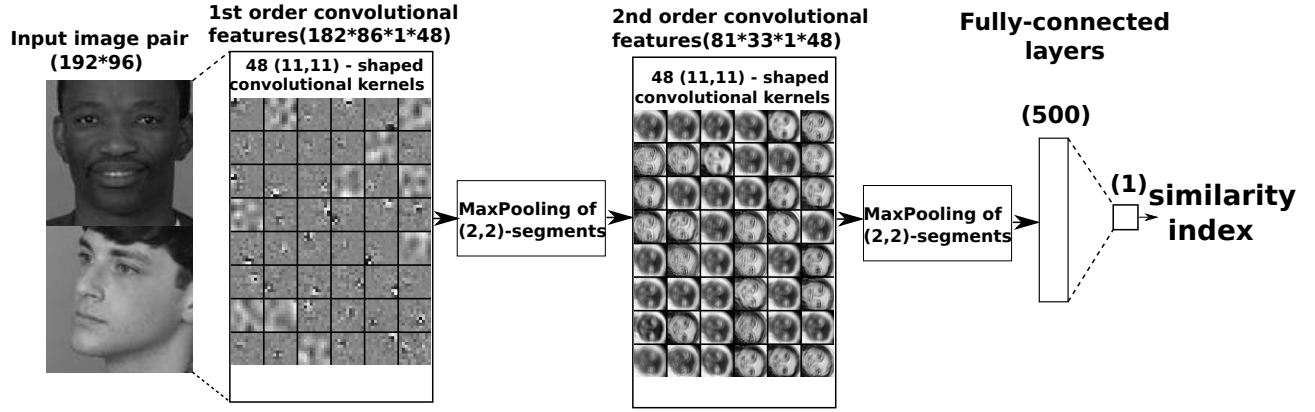 Input image pair
(192*96)
1st order convolutional
features(182*86*1*48)
48 (11,11) - shaped
convolutional kernels
MaxPooling of
(2,2)-segments
2nd order convolutional
features(81*33*1*48)
48 (11,11) - shaped
convolutional kernels
MaxPooling of
(2,2)-segments
Fully-connected
layers
(500)
(1)
similarity
index